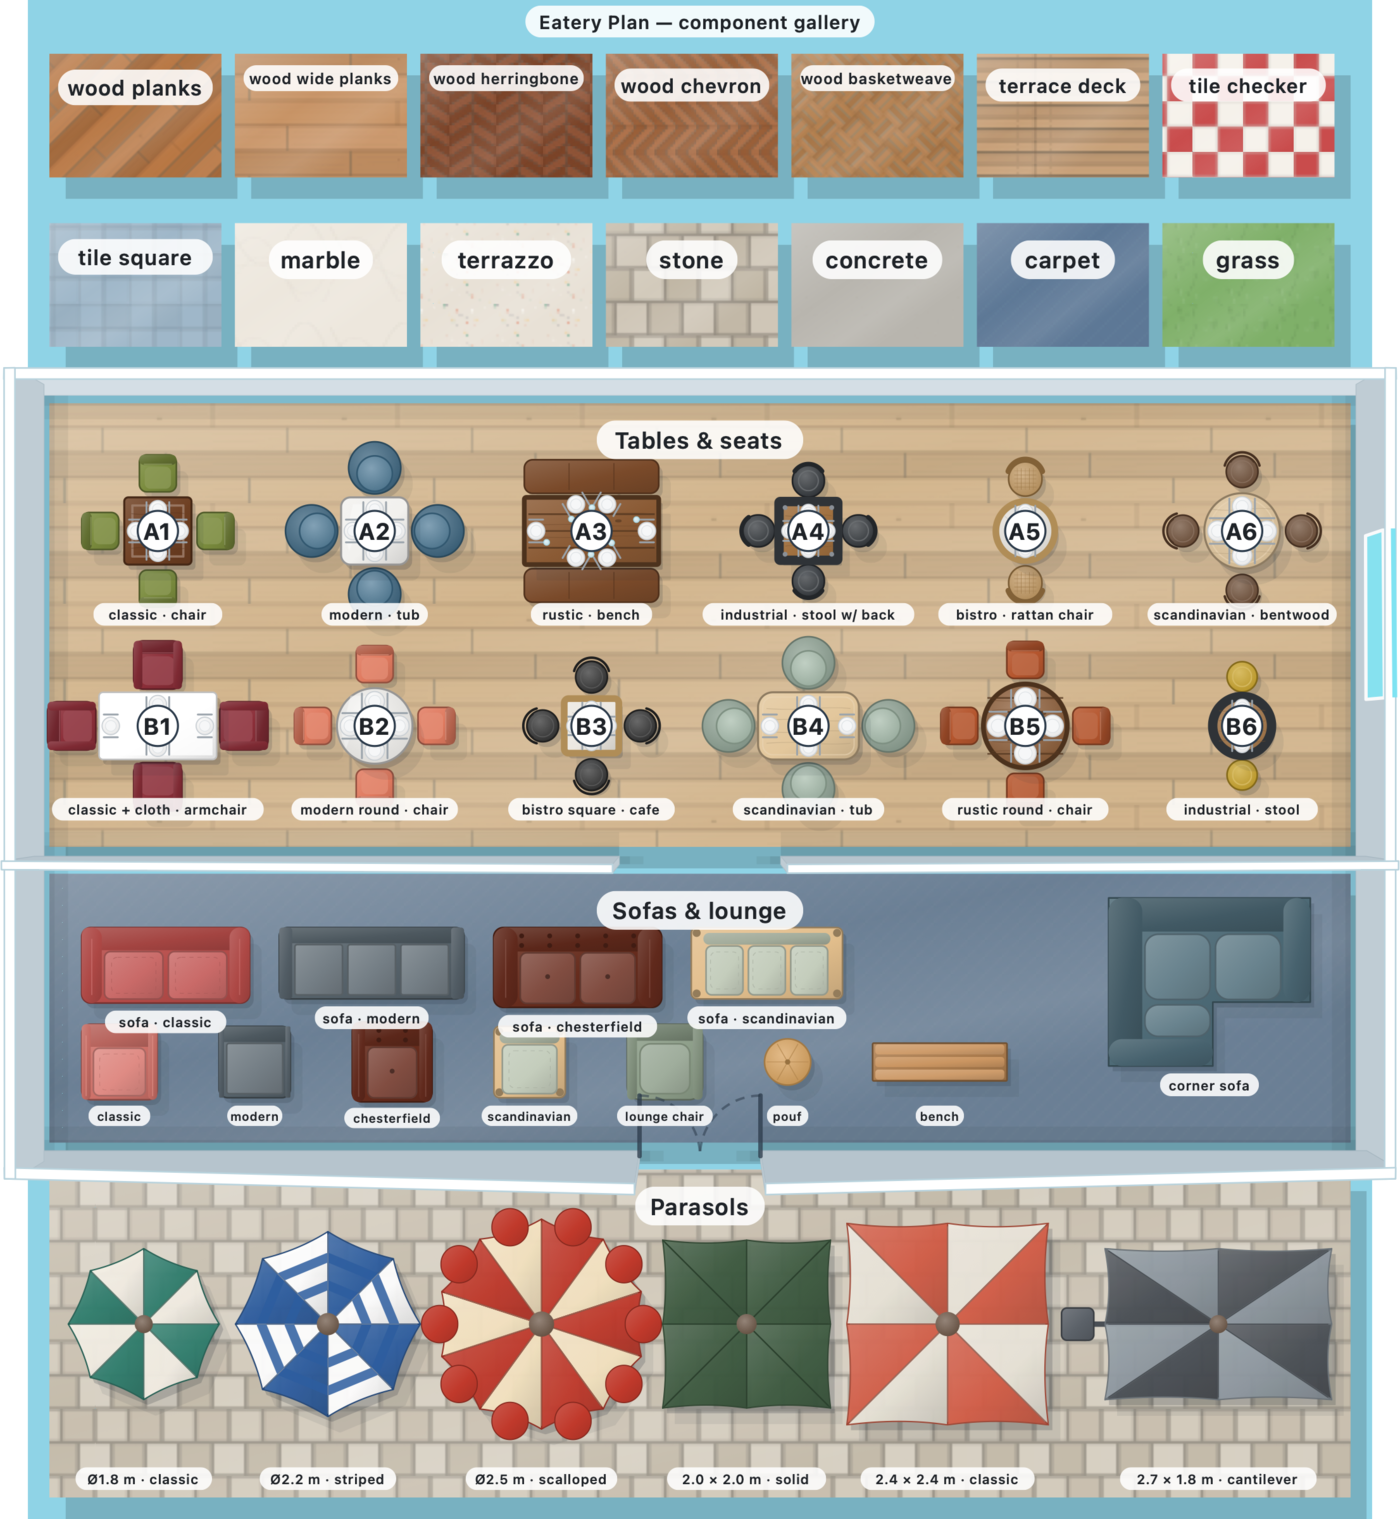 Eatery Plan — component gallery
wood planks
wood wide planks
wood herringbone
wood chevron
wood basketweave
terrace deck
tile checker
tile square
marble
terrazzo
stone
concrete
carpet
grass
Tables & seats
A1
A2
A3
A4
A5
A6
classic · chair
modern · tub
rustic · bench
industrial · stool w/ back
bistro · rattan chair
scandinavian · bentwood
B1
B2
B3
B4
B5
B6
classic + cloth · armchair
modern round · chair
bistro square · cafe
scandinavian · tub
rustic round · chair
industrial · stool
Sofas & lounge
sofa · classic
sofa · modern
sofa · chesterfield
sofa · scandinavian
corner sofa
classic
modern
chesterfield
scandinavian
lounge chair
pouf
bench
Parasols
Ø1.8 m · classic
Ø2.2 m · striped
Ø2.5 m · scalloped
2.0 × 2.0 m · solid
2.4 × 2.4 m · classic
2.7 × 1.8 m · cantilever